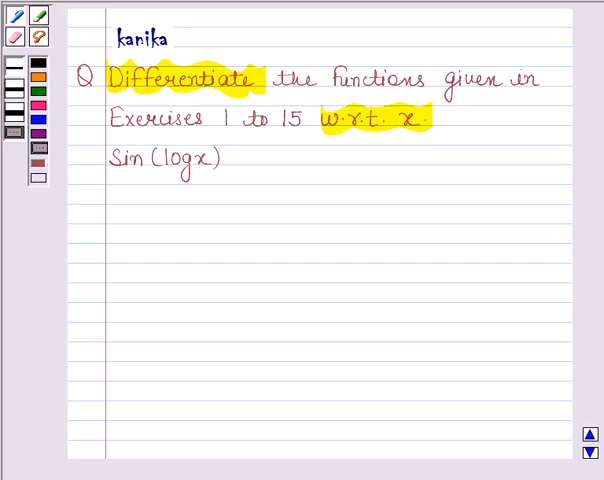 kanika
Q Differentiate the functions given in
Exercises 1 to 15 w.r.t. x.
Sin (logx)